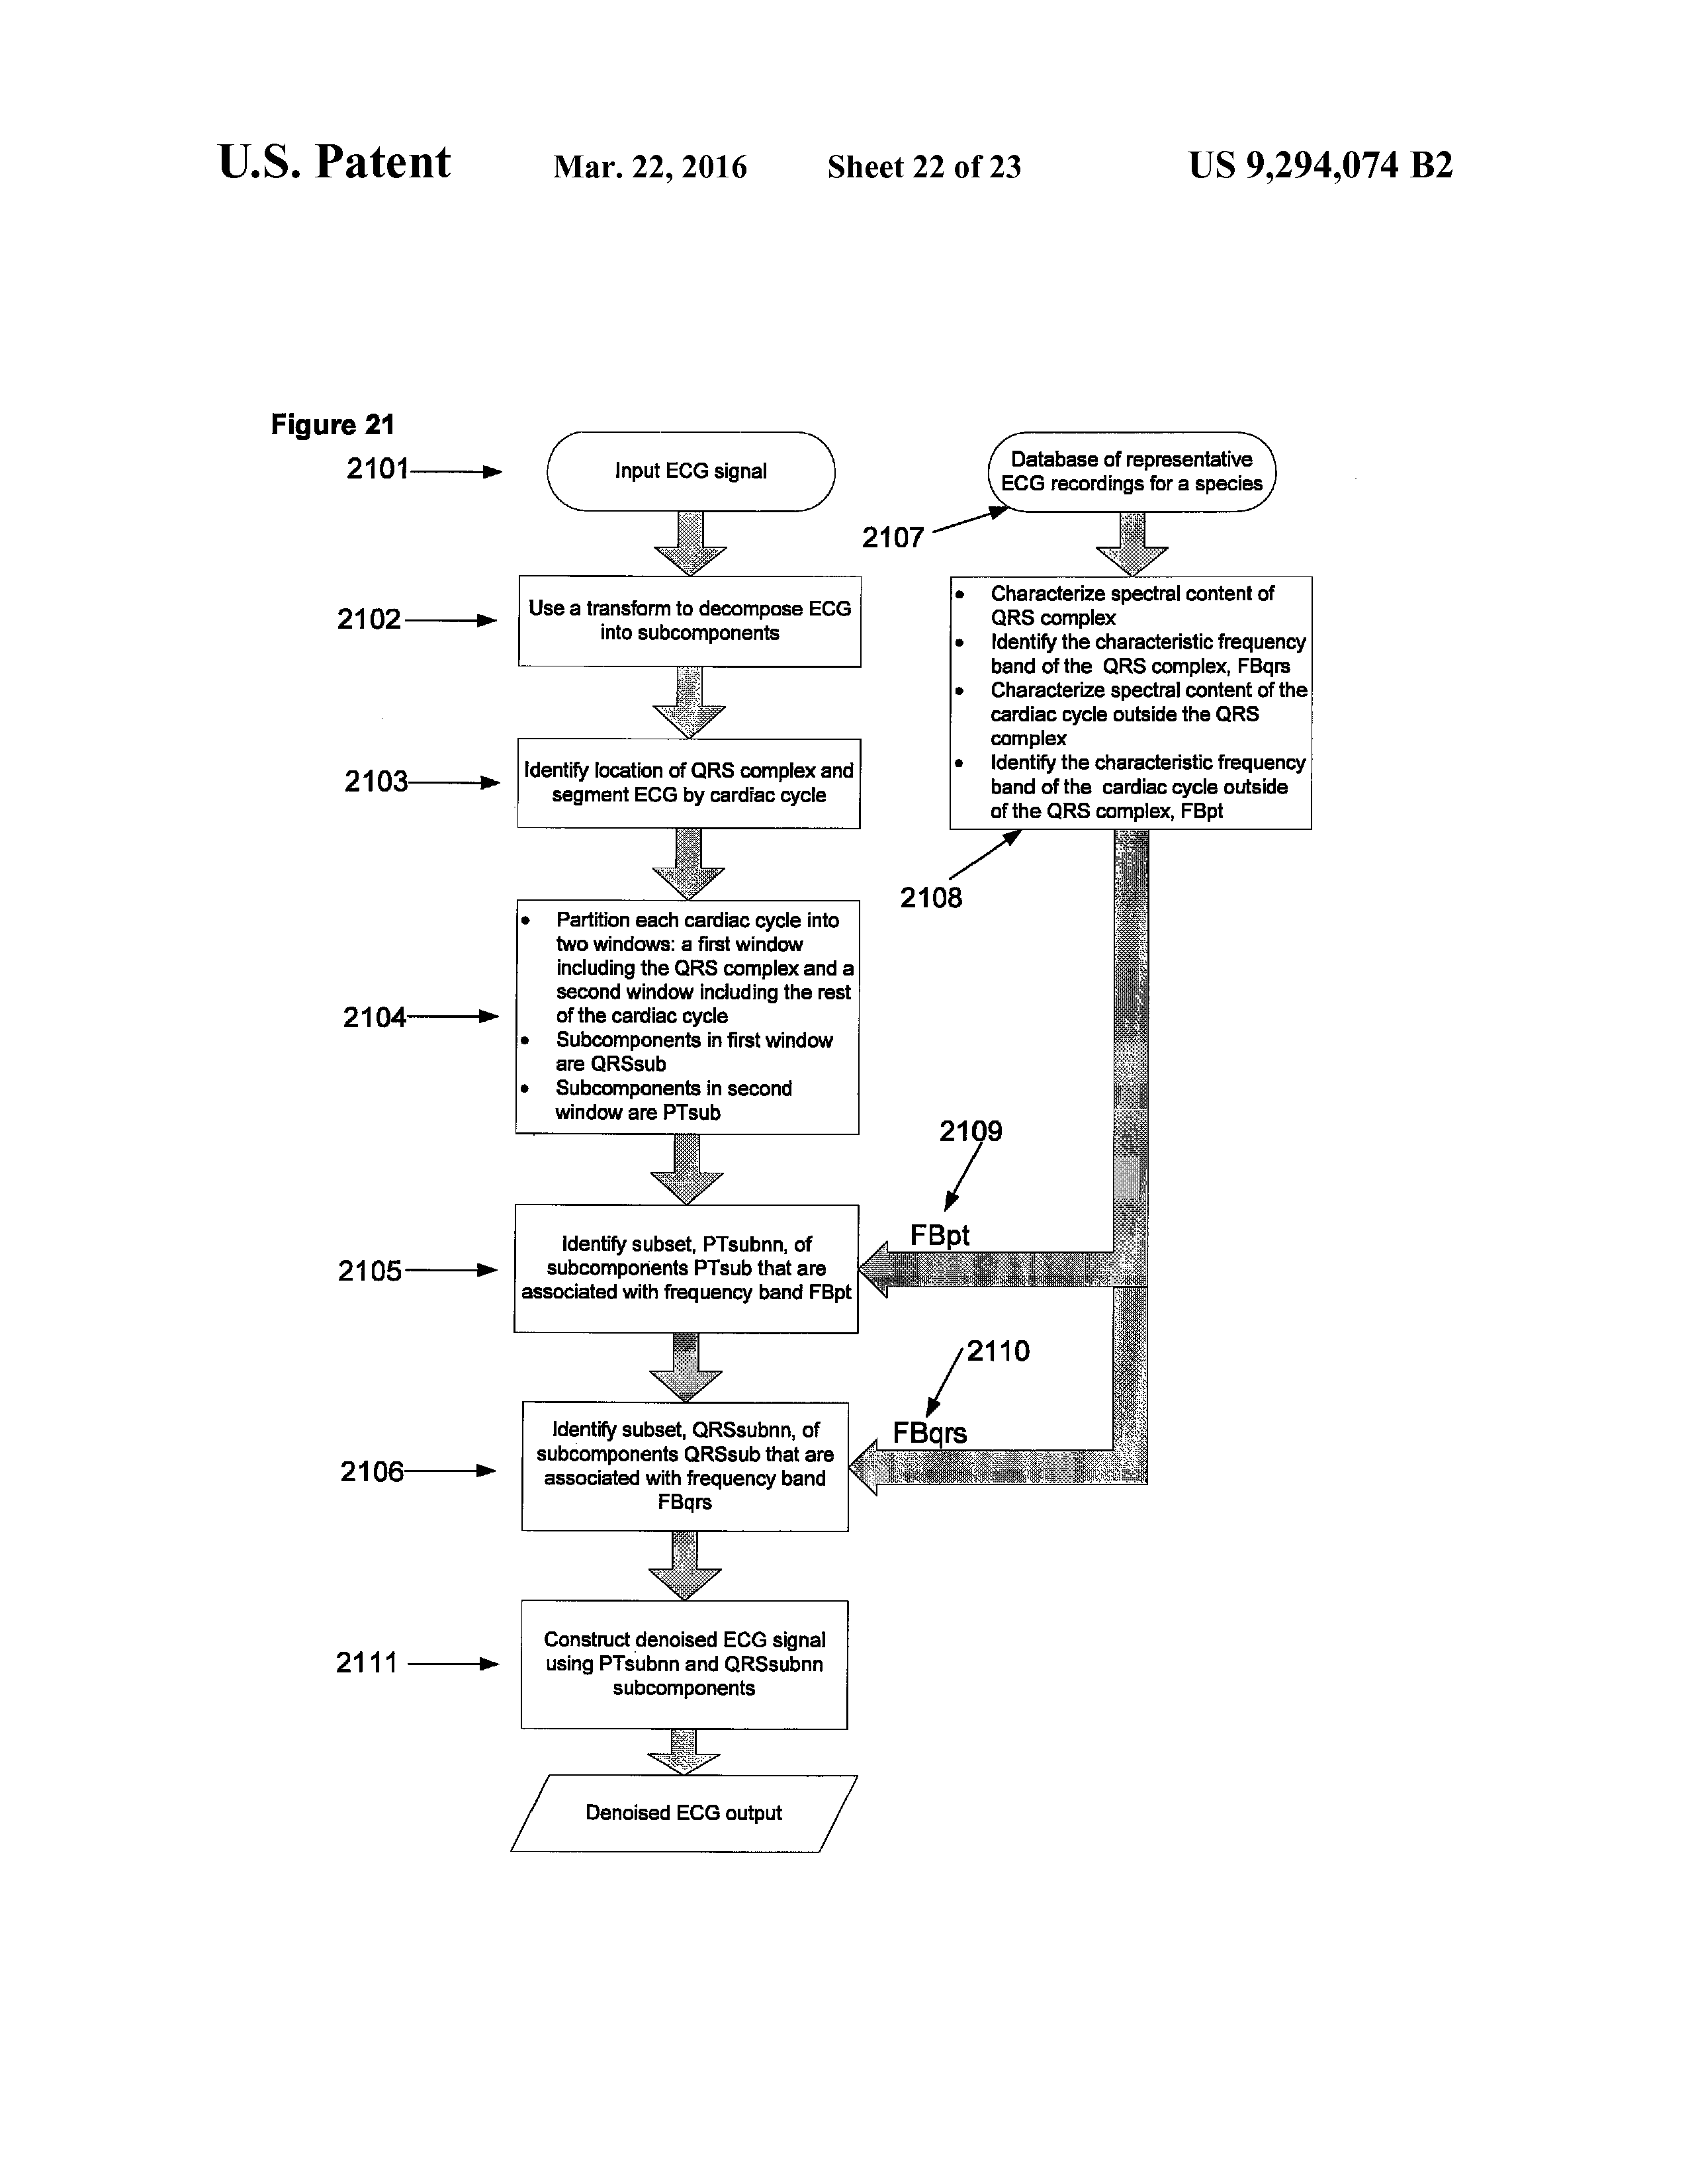 U.S. Patent Mar. 22, 2016 Sheet 22 of 23 US 9,294,074 B2
Figure 21
2101
Input ECG signal
2102
Use a transform to decompose ECG
into subcomponents
2103
Identify location of QRS complex and
segment ECG by cardiac cycle
2104
• Partition each cardiac cycle into
two windows: a first window
including the QRS complex and a
second window including the rest
of the cardiac cycle
• Subcomponents in first window
are QRSsub
• Subcomponents in second
window are PTsub
2105
Identify subset, PTsubnn, of
subcomponents PTsub that are
associated with frequency band FBpt
2106
Identify subset, QRSsubnn, of
subcomponents QRSsub that are
associated with frequency band
FBqrs
2111
Construct denoised ECG signal
using PTsubnn and QRSsubnn
subcomponents
Denoised ECG output
Database of representative
ECG recordings for a species
2107
• Characterize spectral content of
QRS complex
• Identify the characteristic frequency
band of the QRS complex, FBqrs
• Characterize spectral content of the
cardiac cycle outside the QRS
complex
• Identify the characteristic frequency
band of the cardiac cycle outside
of the QRS complex, FBpt
2108
2109
FBpt
2110
FBqrs